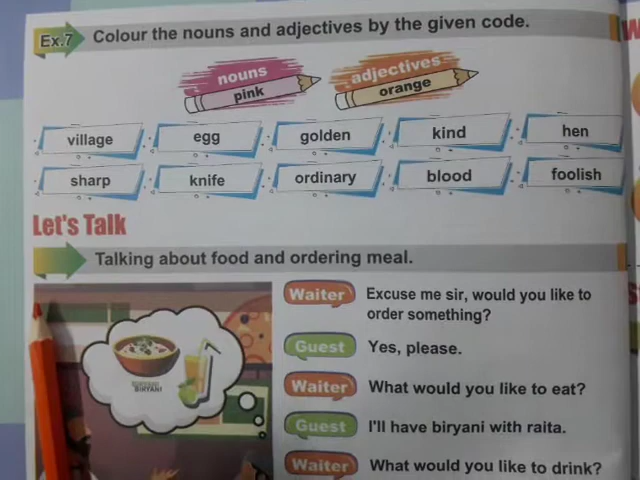 Ex.7 Colour the nouns and adjectives by the given code.
nouns adjectives
pink orange
village egg golden kind hen
sharp knife ordinary blood foolish
Let's Talk
Talking about food and ordering meal.
Waiter Excuse me sir, would you like to
order something?
Guest Yes, please.
Waiter What would you like to eat?
Guest I'll have biryani with raita.
Waiter What would you like to drink?
BIRYANI